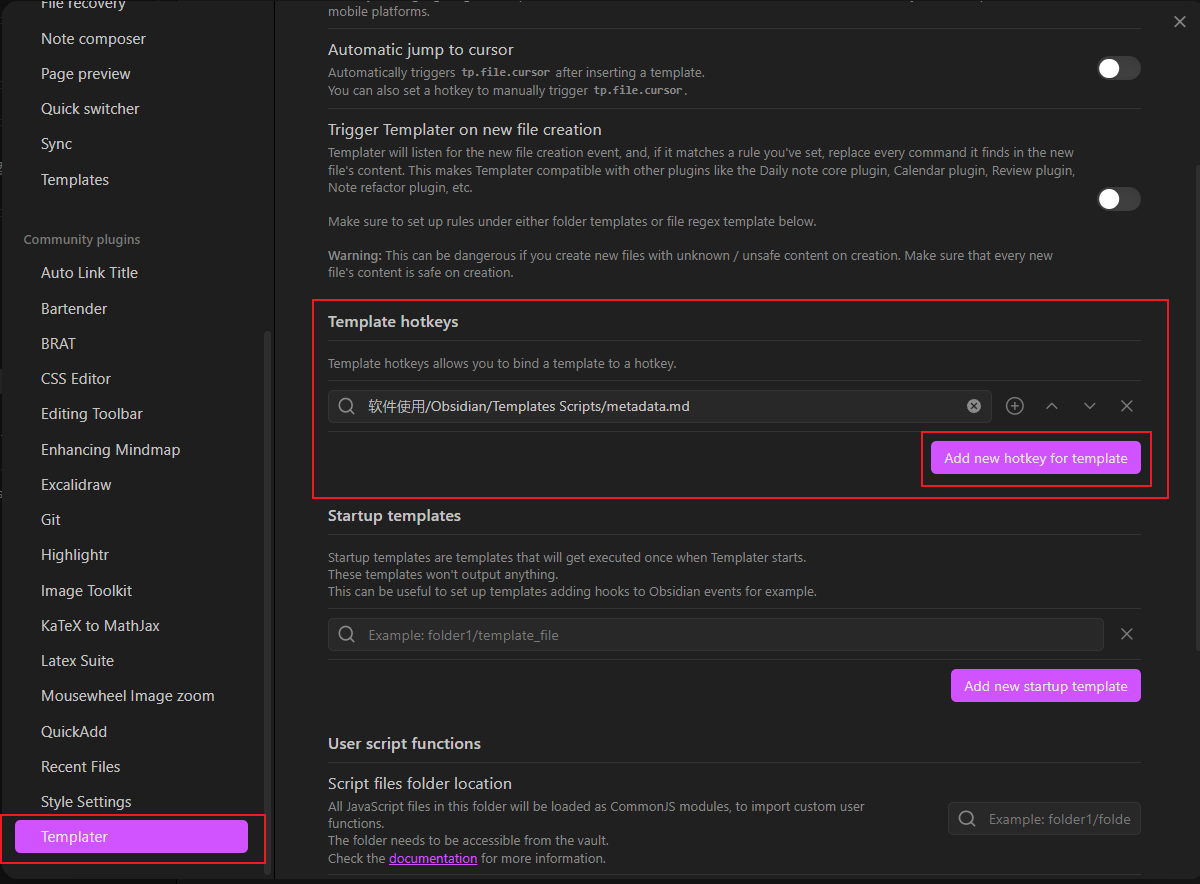 File recovery
Note composer
Page preview
Quick switcher
Sync
Templates
Community plugins
Auto Link Title
Bartender
BRAT
CSS Editor
Editing Toolbar
Enhancing Mindmap
Excalidraw
Git
Highlightr
Image Toolkit
KaTeX to MathJax
Latex Suite
Mousewheel Image zoom
QuickAdd
Recent Files
Style Settings
Templater
mobile platforms.
Automatic jump to cursor
Automatically triggers tp.file.cursor after inserting a template.
You can also set a hotkey to manually trigger tp.file.cursor.
Trigger Templater on new file creation
Templater will listen for the new file creation event, and, if it matches a rule you've set, replace every command it finds in the new
file's content. This makes Templater compatible with other plugins like the Daily note core plugin, Calendar plugin, Review plugin,
Note refactor plugin, etc.
Make sure to set up rules under either folder templates or file regex template below.
Warning: This can be dangerous if you create new files with unknown / unsafe content on creation. Make sure that every new
file's content is safe on creation.
Template hotkeys
Template hotkeys allows you to bind a template to a hotkey.
软件使用/Obsidian/Templates Scripts/metadata.md
Add new hotkey for template
Startup templates
Startup templates are templates that will get executed once when Templater starts.
These templates won't output anything.
This can be useful to set up templates adding hooks to Obsidian events for example.
Example: folder1/template_file
Add new startup template
User script functions
Script files folder location
All JavaScript files in this folder will be loaded as CommonJS modules, to import custom user
functions.
The folder needs to be accessible from the vault.
Check the documentation for more information.
Example: folder1/folde